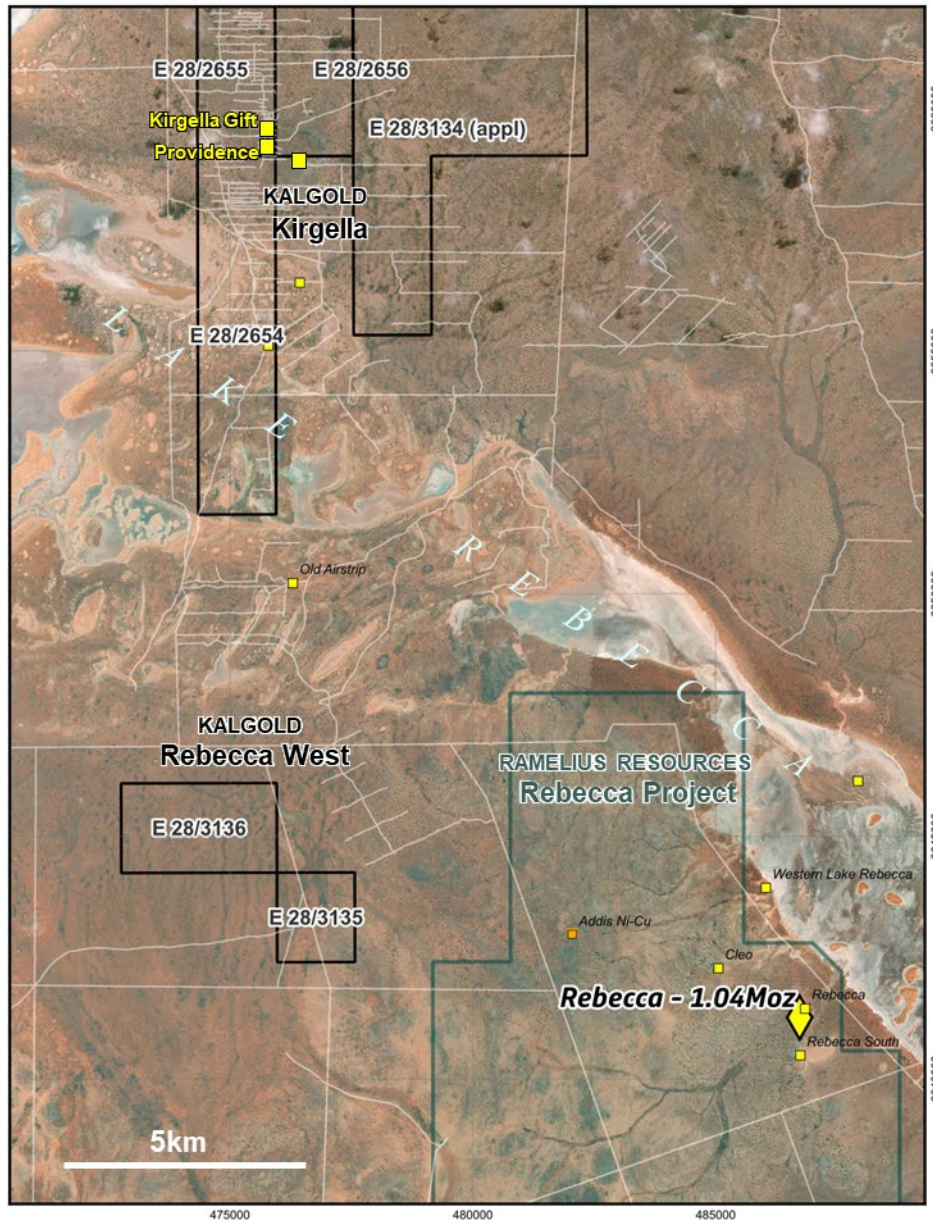 E 28/2655
E 28/2656
Kirgella Gift
E 28/3134 (appl)
Providence
KALGOLD
Kirgella
E 28/2654
LAKE
REBECCA
Old Airstrip
KALGOLD
Rebecca West
RAMELIUS RESOURCES
Rebecca Project
E 28/3136
Western Lake Rebecca
E 28/3135
Addis Ni-Cu
Cleo
Rebecca - 1.04Moz
Rebecca
Rebecca South
5km
475000
480000
485000